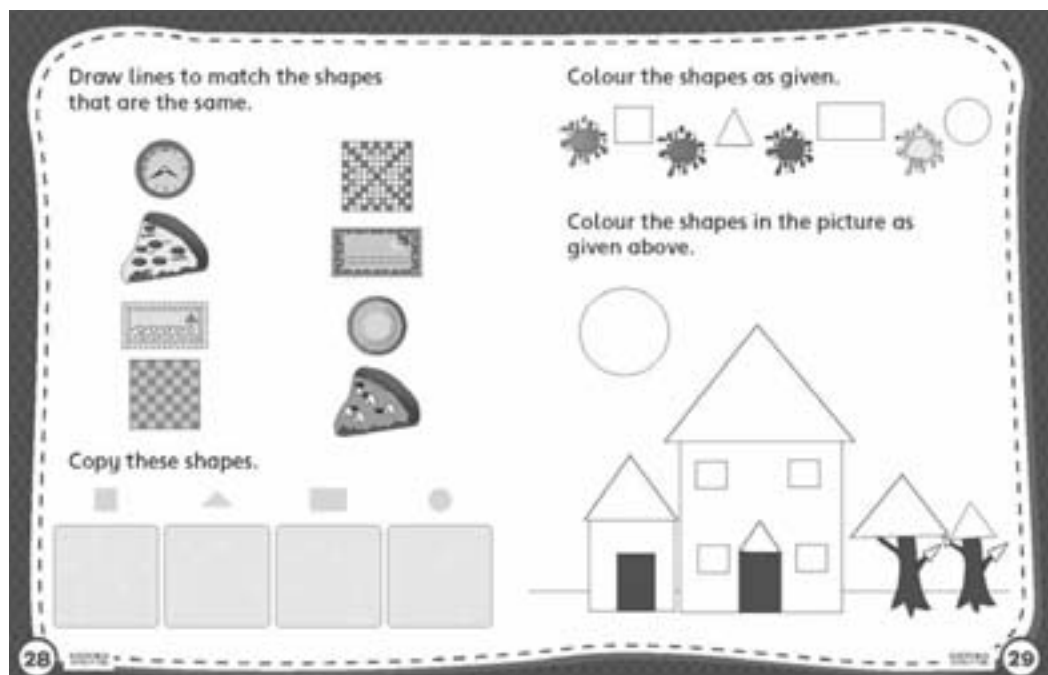 Draw lines to match the shapes
that are the same.
Copy these shapes.
28
Colour the shapes as given.
Colour the shapes in the picture as
given above.
29